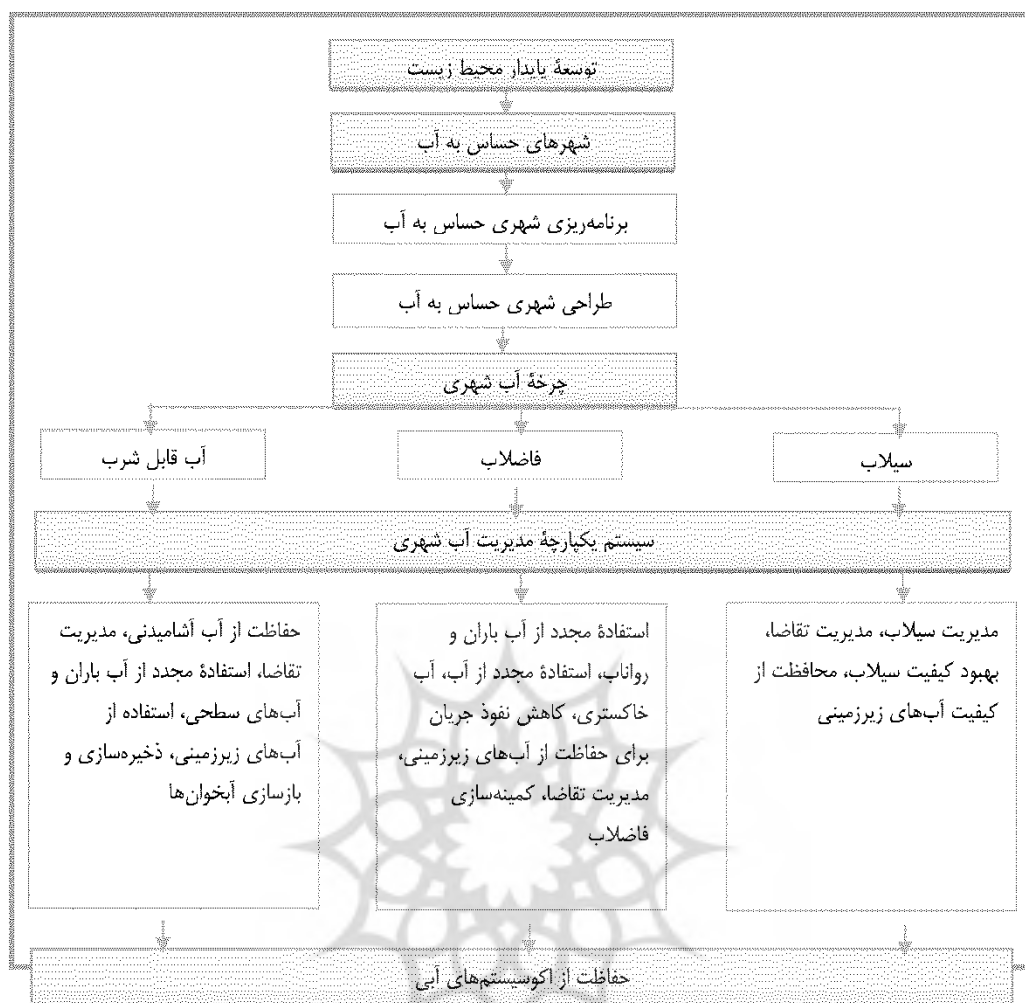 توسعهٔ پایدار محیط زیست
شهرهای حساس به آب
برنامه‌ریزی شهری حساس به آب
طراحی شهری حساس به آب
چرخهٔ آب شهری
سیلاب
فاضلاب
آب قابل شرب
سیستم یکپارچهٔ مدیریت آب شهری
مدیریت سیلاب، مدیریت تقاضا،
بهبود کیفیت سیلاب، محافظت از
کیفیت آب‌های زیرزمینی
استفادهٔ مجدد از آب باران و
رواناب، استفادهٔ مجدد از آب، آب
خاکستری، کاهش نفوذ جریان
برای حفاظت از آب‌های زیرزمینی،
مدیریت تقاضا، کمینه‌سازی
فاضلاب
حفاظت از آب آشامیدنی، مدیریت
تقاضا، استفادهٔ مجدد از آب باران و
آب‌های سطحی، استفاده از
آب‌های زیرزمینی، ذخیره‌سازی و
بازسازی آبخوان‌ها
حفاظت از اکوسیستم‌های آبی